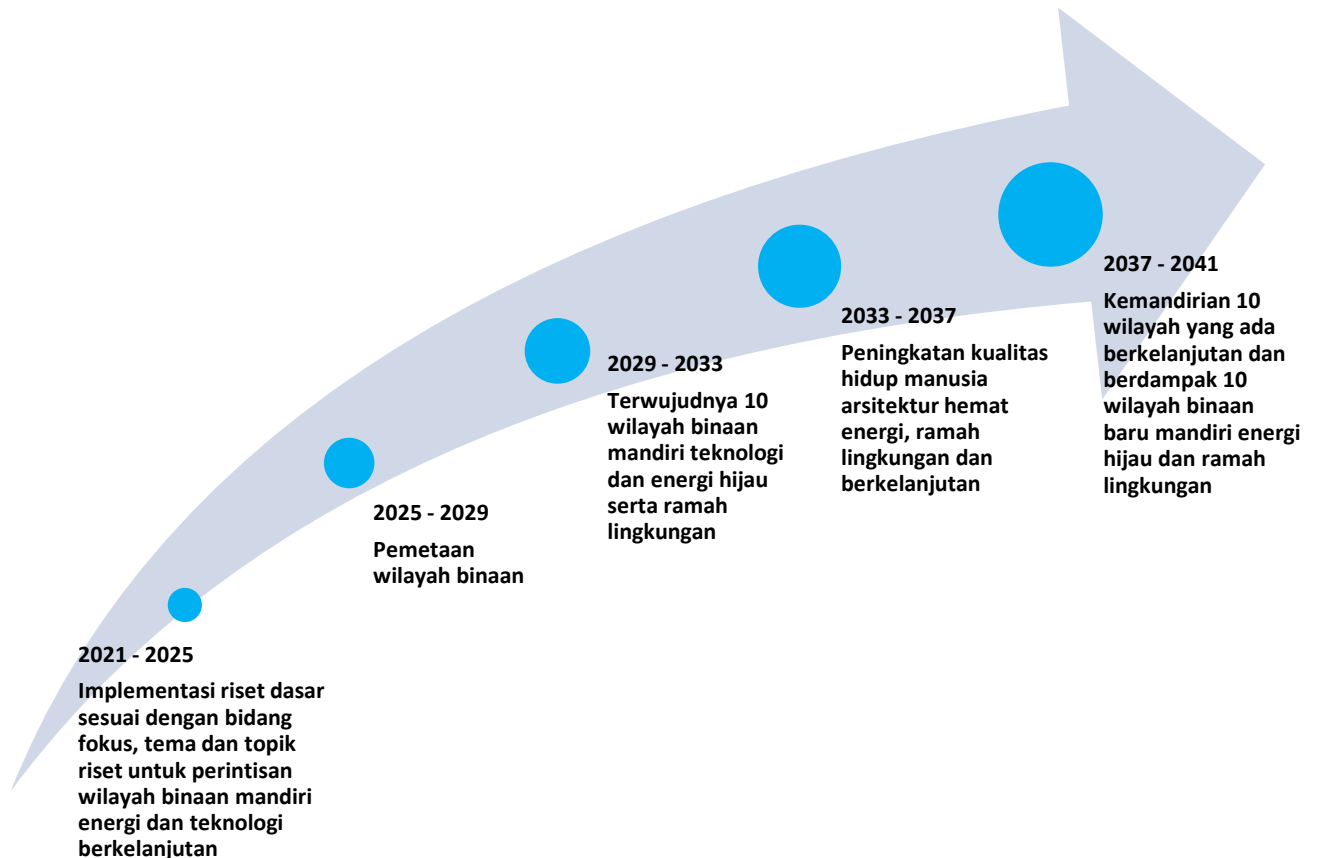 2021 - 2025
Implementasi riset dasar
sesuai dengan bidang
fokus, tema dan topik
riset untuk perintisan
wilayah binaan mandiri
energi dan teknologi
berkelanjutan
2025 - 2029
Pemetaan
wilayah binaan
2029 - 2033
Terwujudnya 10
wilayah binaan
mandiri teknologi
dan energi hijau
serta ramah
lingkungan
2033 - 2037
Peningkatan kualitas
hidup manusia
arsitektur hemat
energi, ramah
lingkungan dan
berkelanjutan
2037 - 2041
Kemandirian 10
wilayah yang ada
berkelanjutan dan
berdampak 10
wilayah binaan
baru mandiri energi
hijau dan ramah
lingkungan